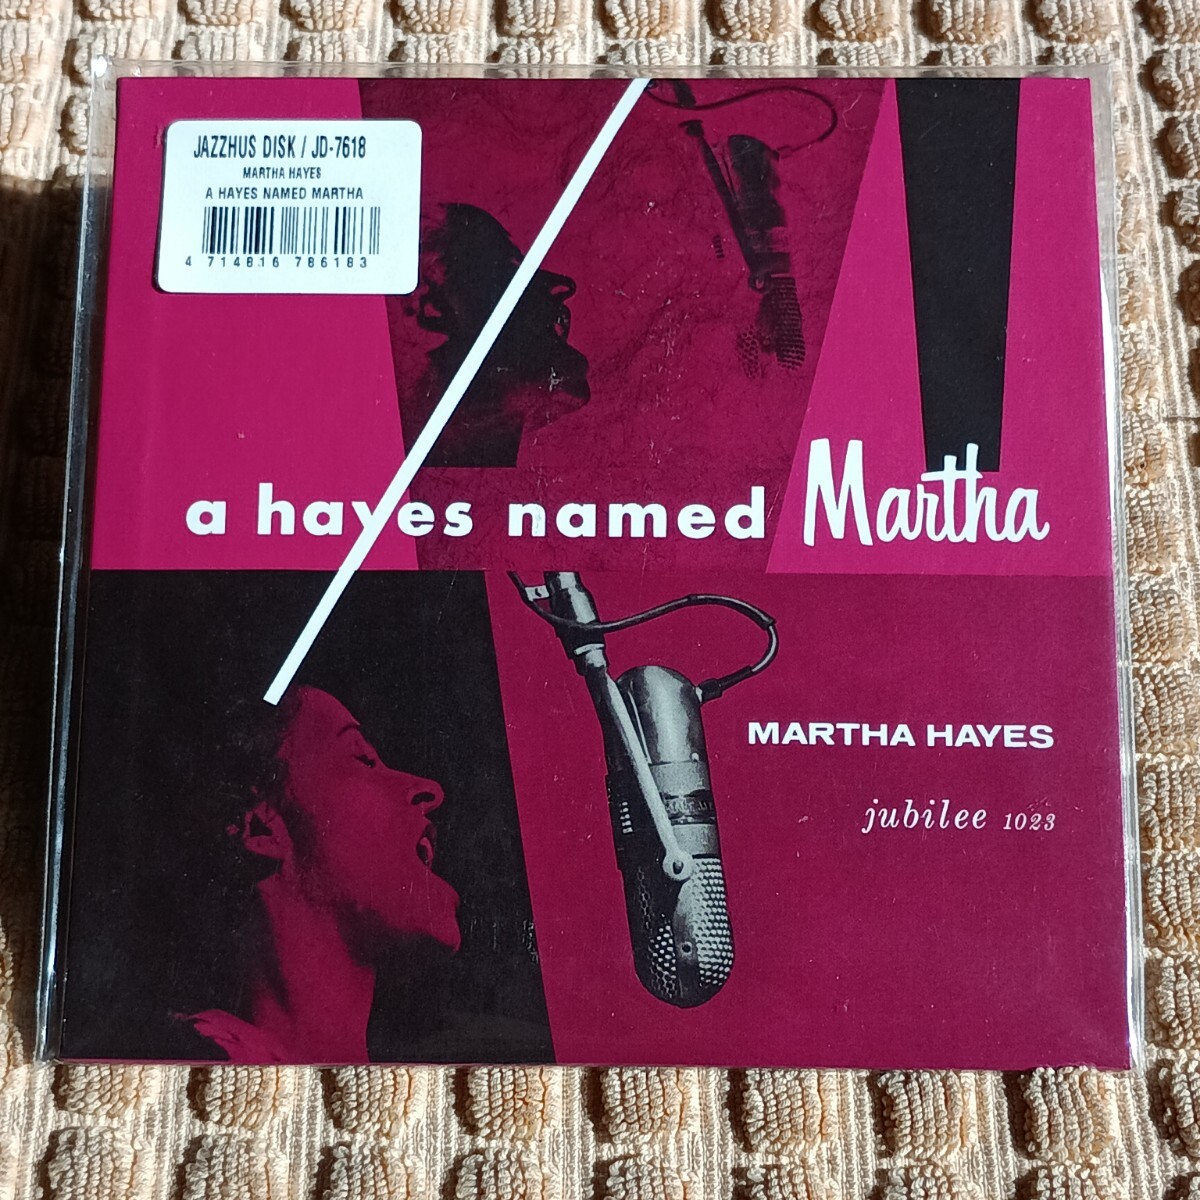 JAZZHUS DISK / JD-7618
MARTHA HAYES
A HAYES NAMED MARTHA
4 714816 786183
a hayes named Martha
MARTHA HAYES
jubilee 1023